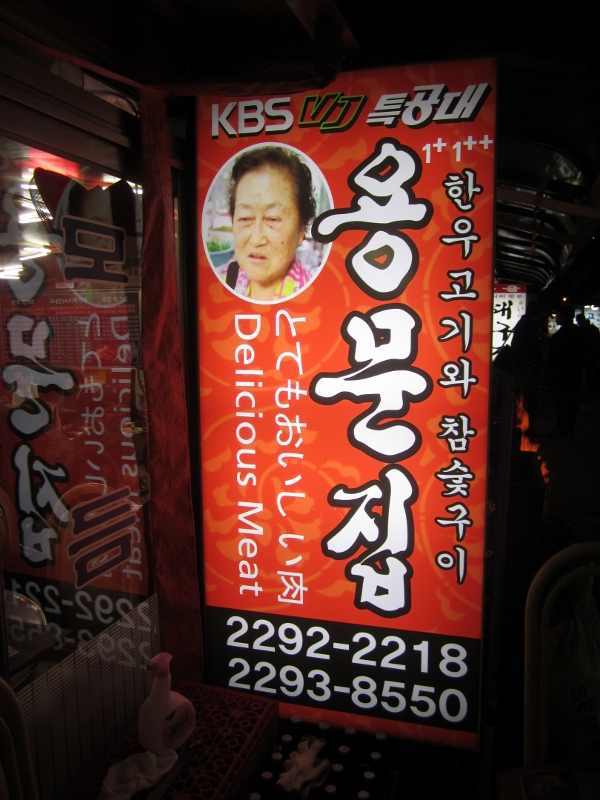 KBS VJ 특공대
1+ 1++
한우고기와 참숯구이
용문집
とてもおいしい肉
Delicious Meat
2292-2218
2293-8550